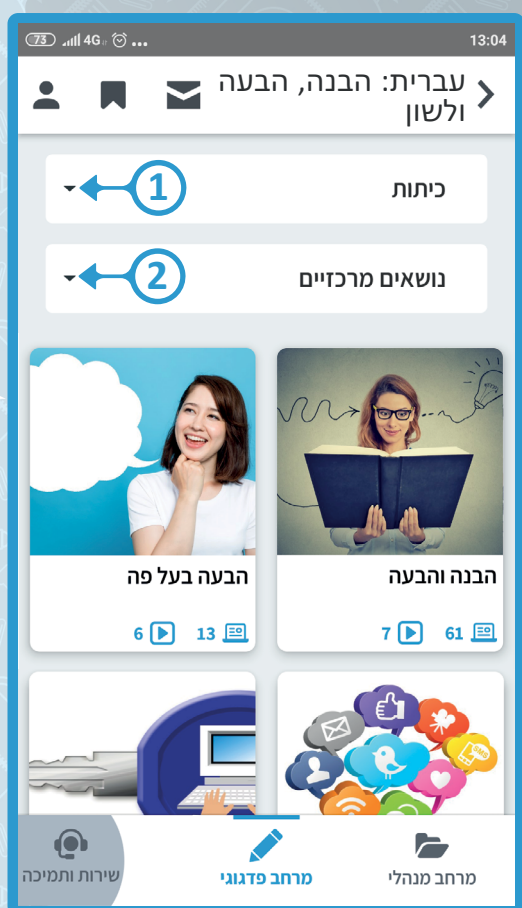 73 4G 13:04
עברית: הבנה, הבעה
ולשון
כיתות
1
נושאים מרכזיים
2
הבנה והבעה
61 7
הבעה בעל פה
13 6
SMS
מרחב מנהלי
מרחב פדגוגי
שירות ותמיכה